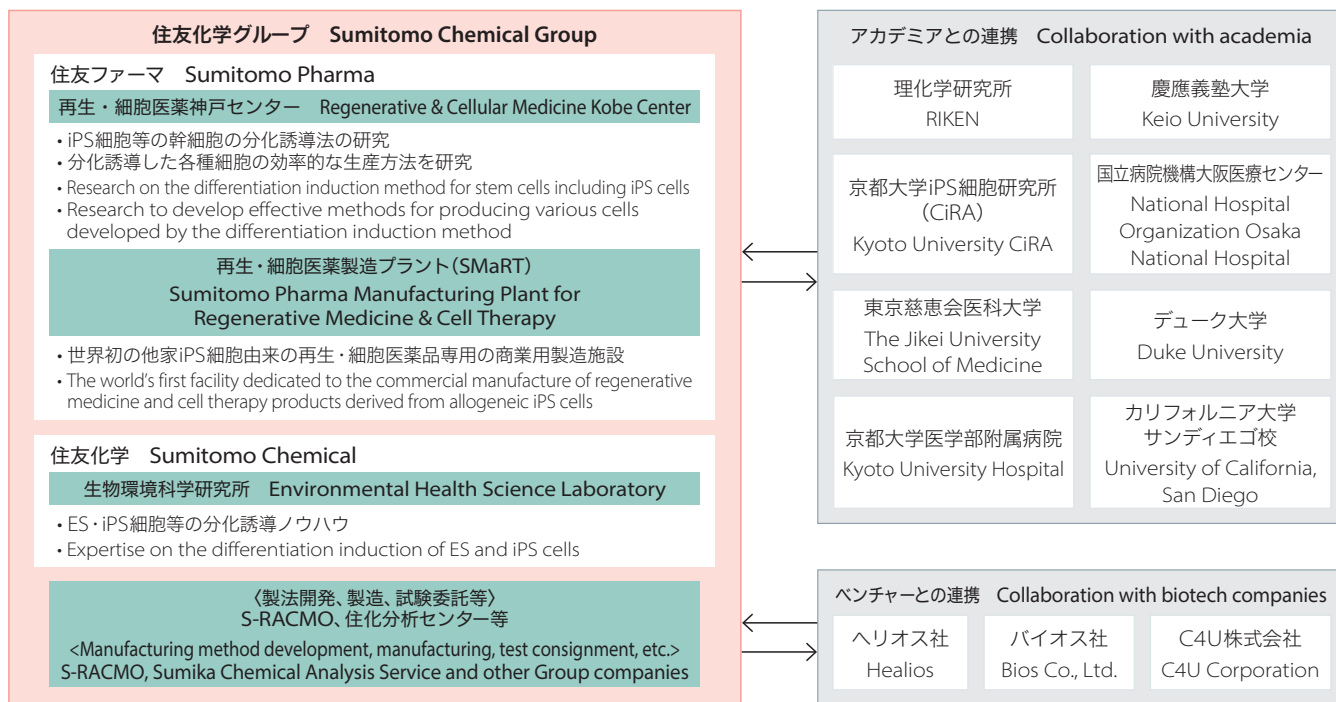 住友化学グループ Sumitomo Chemical Group
住友ファーマ Sumitomo Pharma
再生・細胞医薬神戸センター Regenerative & Cellular Medicine Kobe Center
• iPS細胞等の幹細胞の分化誘導法の研究
• 分化誘導した各種細胞の効率的な生産方法を研究
• Research on the differentiation induction method for stem cells including iPS cells
• Research to develop effective methods for producing various cells
developed by the differentiation induction method
再生・細胞医薬製造プラント(SMaRT)
Sumitomo Pharma Manufacturing Plant for
Regenerative Medicine & Cell Therapy
• 世界初の他家iPS細胞由来の再生・細胞医薬品専用の商業用製造施設
• The world's first facility dedicated to the commercial manufacture of regenerative
medicine and cell therapy products derived from allogeneic iPS cells
住友化学 Sumitomo Chemical
生物環境科学研究所 Environmental Health Science Laboratory
• ES・iPS細胞等の分化誘導ノウハウ
• Expertise on the differentiation induction of ES and iPS cells
〈製法開発、製造、試験委託等〉
S-RACMO、住化分析センター等
<Manufacturing method development, manufacturing, test consignment, etc.>
S-RACMO, Sumika Chemical Analysis Service and other Group companies
アカデミアとの連携 Collaboration with academia
理化学研究所
RIKEN
慶應義塾大学
Keio University
京都大学iPS細胞研究所
(CiRA)
Kyoto University CiRA
国立病院機構大阪医療センター
National Hospital
Organization Osaka
National Hospital
東京慈恵会医科大学
The Jikei University
School of Medicine
デューク大学
Duke University
京都大学医学部附属病院
Kyoto University Hospital
カリフォルニア大学
サンディエゴ校
University of California,
San Diego
ベンチャーとの連携 Collaboration with biotech companies
ヘリオス社
Healios
バイオス社
Bios Co., Ltd.
C4U株式会社
C4U Corporation